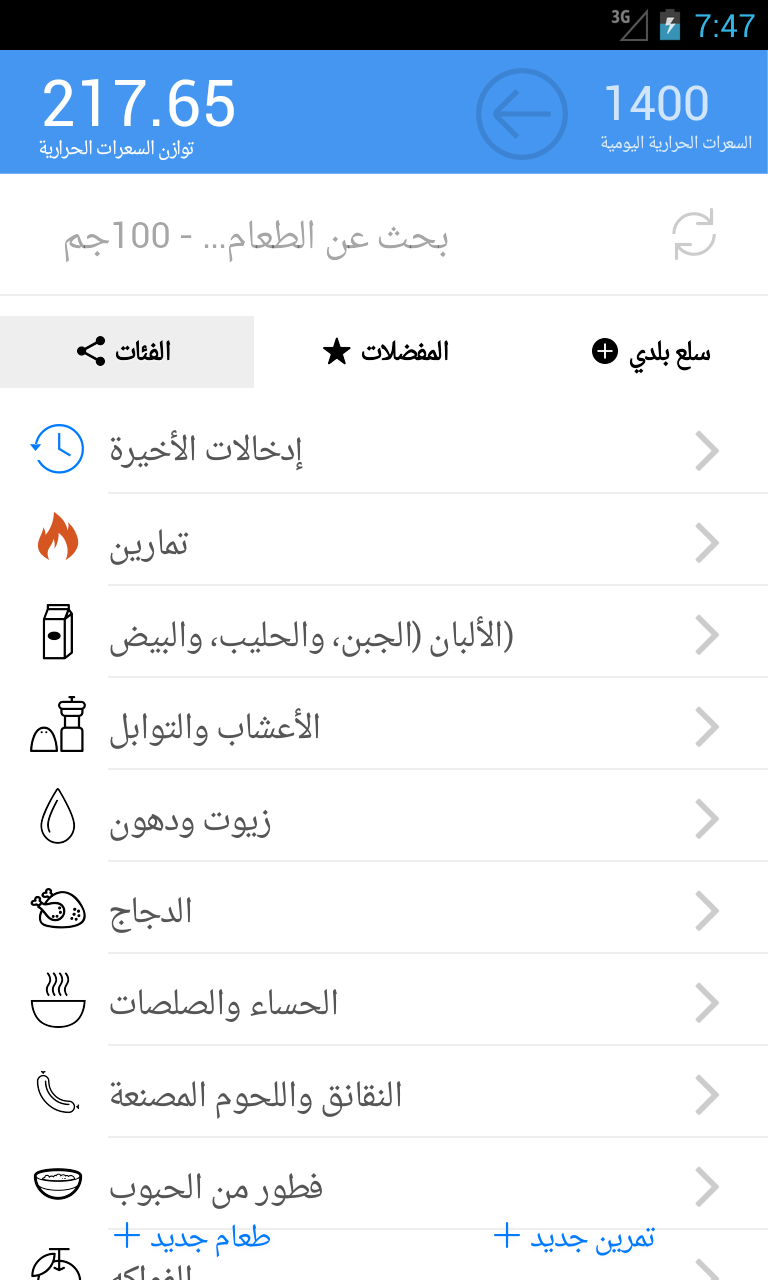 3G 7:47
217.65
توازن السعرات الحرارية
1400
السعرات الحرارية اليومية
بحث عن الطعام... - 100جم
الفئات
المفضلات
سلع بلدي
إدخالات الأخيرة
تمارين
(الألبان (الجبن، والحليب، والبيض
الأعشاب والتوابل
زيوت ودهون
الدجاج
الحساء والصلصات
النقانق واللحوم المصنعة
فطور من الحبوب
+ طعام جديد
+ تمرين جديد
الفواكه